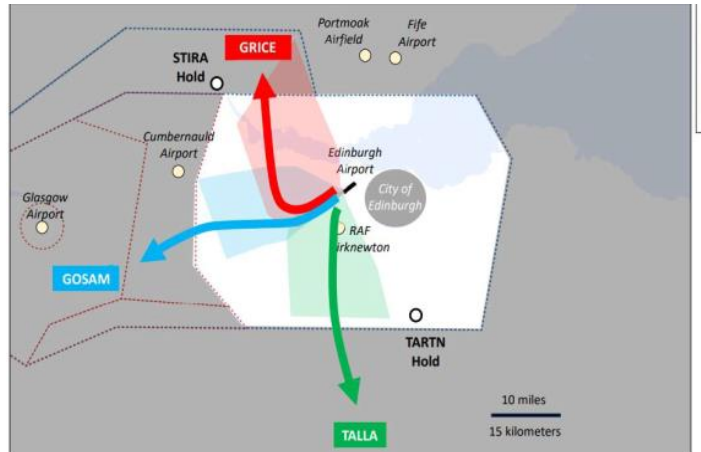 Portmoak
Airfield
Fife
Airport
GRICE
STIRA
Hold
Cumbernauld
Airport
Edinburgh
Airport
City of
Edinburgh
Glasgow
Airport
RAF
irknewton
GOSAM
TARTN
Hold
10 miles
15 kilometers
TALLA